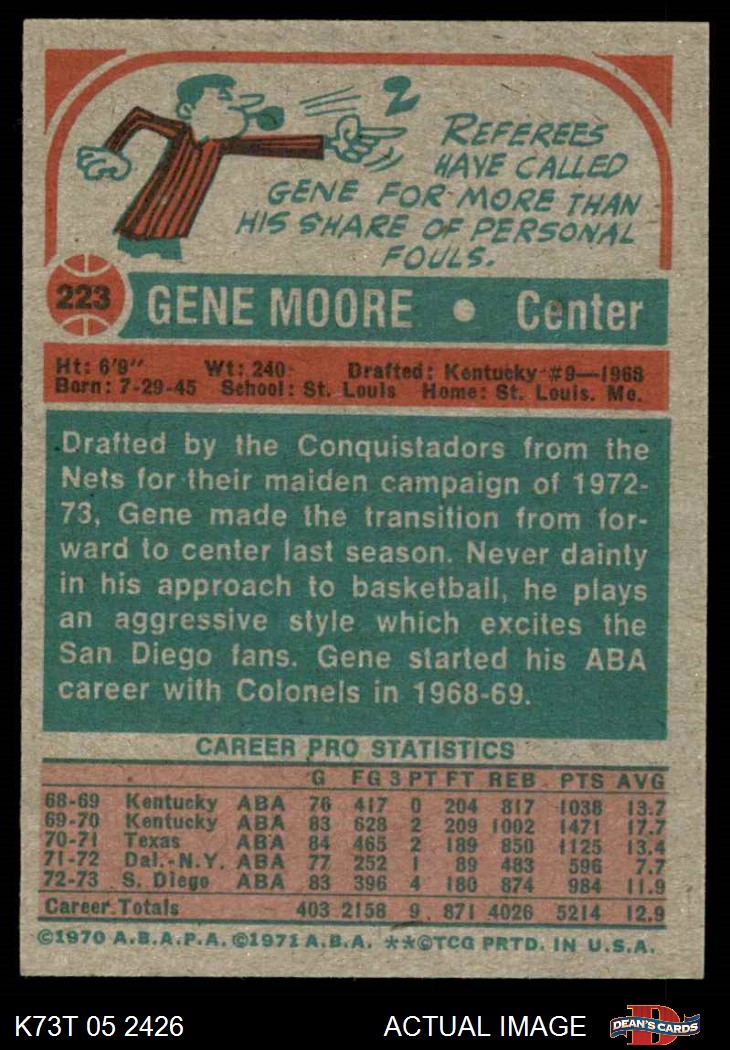 2
REFEREES
HAVE CALLED
GENE FOR MORE THAN
HIS SHARE OF PERSONAL
FOULS.
223 GENE MOORE • Center
Ht: 6'9" Wt: 240 Drafted: Kentucky #9—1968
Born: 7-29-45 School: St. Louis Home: St. Louis. Mo.
Drafted by the Conquistadors from the
Nets for their maiden campaign of 1972-
73, Gene made the transition from for-
ward to center last season. Never dainty
in his approach to basketball, he plays
an aggressive style which excites the
San Diego fans. Gene started his ABA
career with Colonels in 1968-69.
CAREER PRO STATISTICS
G FG 3 PT FT REB PTS AVG
68-69 Kentucky ABA 76 417 0 204 817 1038 13.7
69-70 Kentucky ABA 83 628 2 209 1002 1471 17.7
70-71 Texas ABA 84 465 2 189 850 1125 13.4
71-72 Dal.-N.Y. ABA 77 252 1 89 483 596 7.7
72-73 S. Diego ABA 83 396 4 180 874 984 11.9
Career Totals 403 2158 9 871 4026 5214 12.9
©1970 A.B.A.P.A. ©1971 A.B.A. **©TCG PRTD. IN U.S.A.
K73T 05 2426 ACTUAL IMAGE DEAN'S CARDS